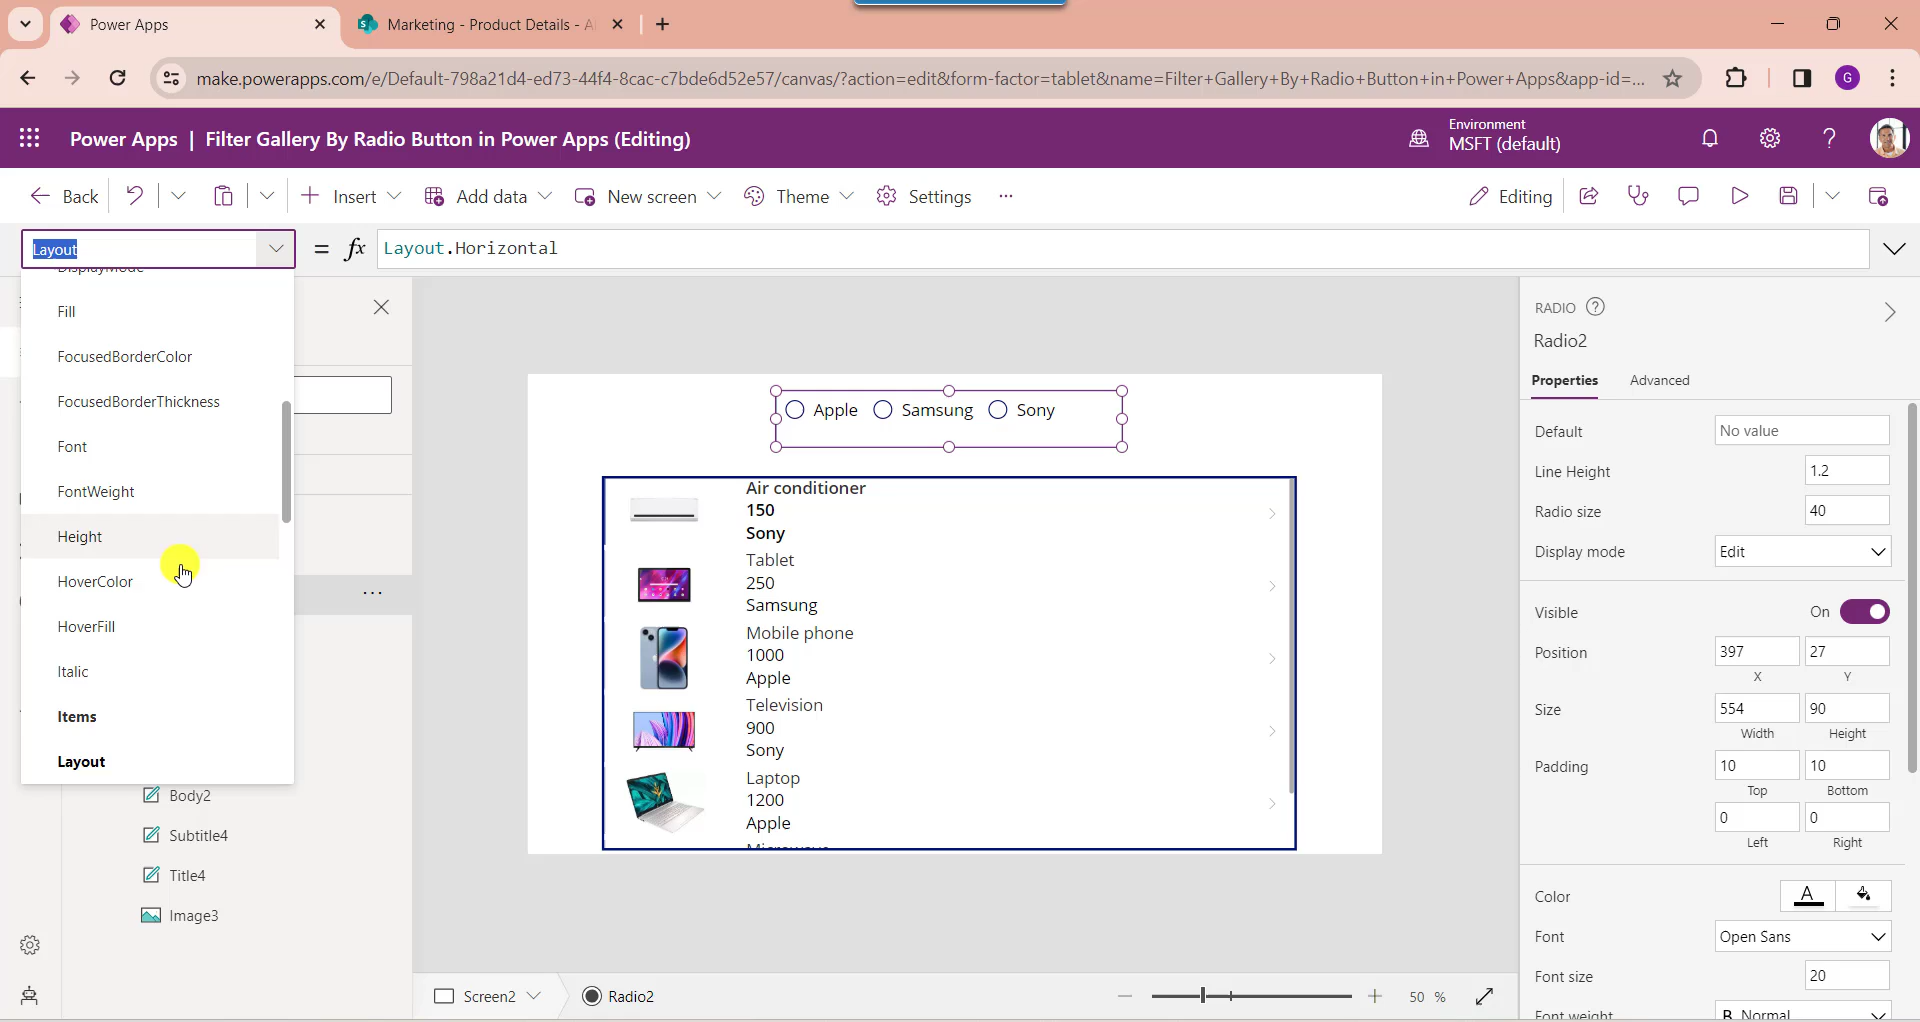 Power Apps
Marketing - Product Details - A
make.powerapps.com/e/Default-798a21d4-ed73-44f4-8cac-c7bde6d52e57/canvas/?action=edit&form-factor=tablet&name=Filter+Gallery+By+Radio+Button+in+Power+Apps&app-id=...
G
Power Apps | Filter Gallery By Radio Button in Power Apps (Editing)
Environment
MSFT (default)
Back
Insert
Add data
New screen
Theme
Settings
Editing
Layout
= fx
Layout.Horizontal
DisplayMode
Fill
FocusedBorderColor
FocusedBorderThickness
Font
FontWeight
Height
HoverColor
HoverFill
Italic
Items
Layout
Body2
Subtitle4
Title4
Image3
Apple
Samsung
Sony
Air conditioner
150
Sony
Tablet
250
Samsung
Mobile phone
1000
Apple
Television
900
Sony
Laptop
1200
Apple
Microwave
Screen2
Radio2
50 %
RADIO
Radio2
Properties
Advanced
Default
No value
Line Height
1.2
Radio size
40
Display mode
Edit
Visible
On
Position
397
27
X
Y
Size
554
90
Width
Height
Padding
10
10
Top
Bottom
0
0
Left
Right
Color
A
Font
Open Sans
Font size
20
Font weight
B Normal